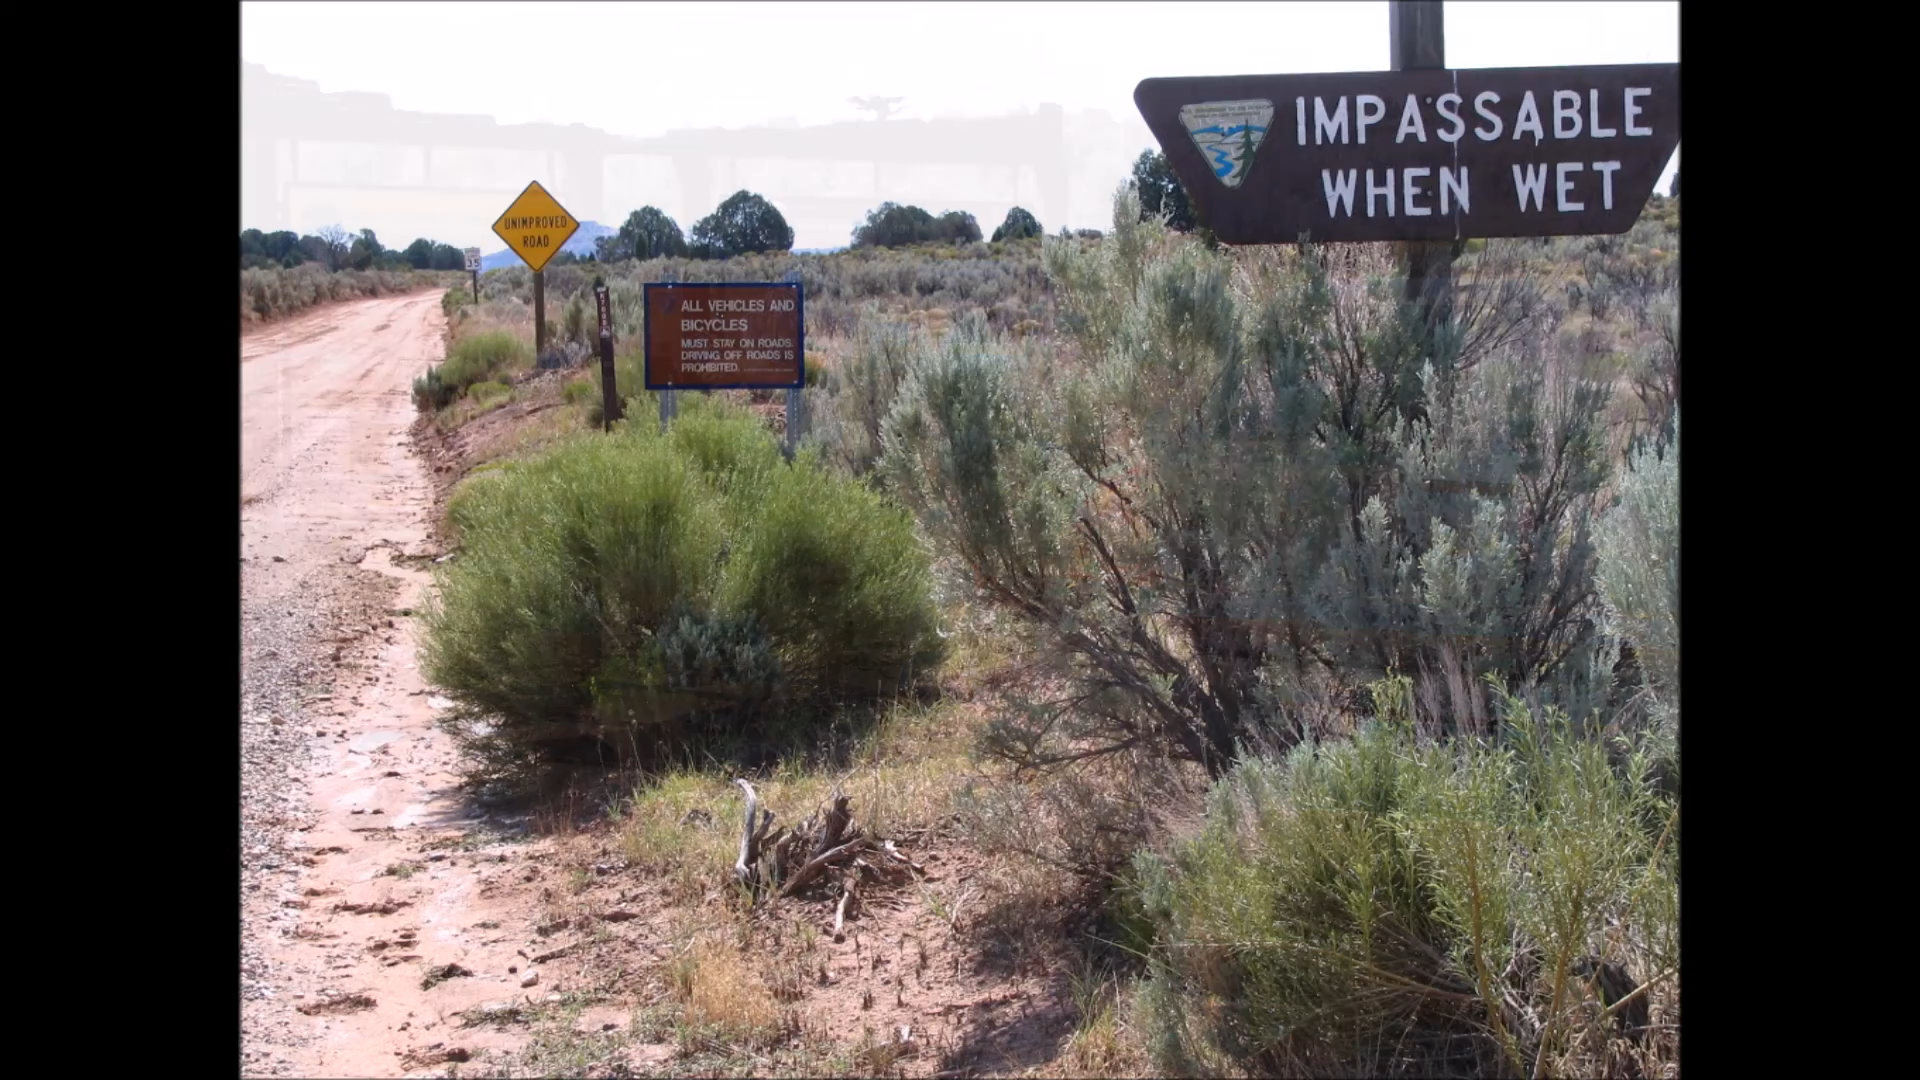 IMPASSABLE
WHEN WET
UNIMPROVED
ROAD
35
ALL VEHICLES AND
BICYCLES
MUST STAY ON ROADS.
DRIVING OFF ROADS IS
PROHIBITED.